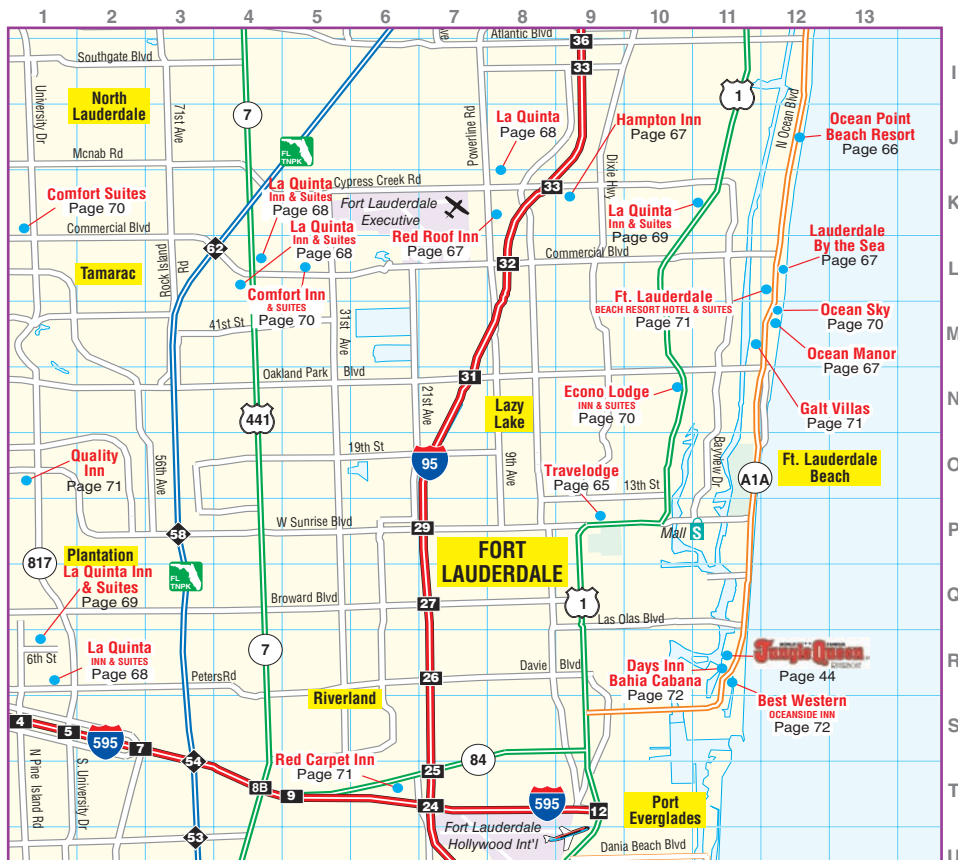 1 2 3 4 5 6 7 8 9 10 11 12 13
I
J
K
L
M
N
O
P
Q
R
S
T
U
Atlantic Blvd
Ave
36
33
Southgate Blvd
University Dr
71st Ave
North
Lauderdale
7
1
N Ocean Blvd
FL
TNPK
Powerline Rd
La Quinta
Page 68
Hampton Inn
Page 67
Dixie Hwy
Ocean Point
Beach Resort
Page 66
Mcnab Rd
Cypress Creek Rd
33
Comfort Suites
Page 70
La Quinta
Inn & Suites
Page 68
Fort Lauderdale
Executive
Red Roof Inn
Page 67
La Quinta
Inn & Suites
Page 69
Commercial Blvd
62
La Quinta
Inn & Suites
Page 68
32
Commercial Blvd
Lauderdale
By the Sea
Page 67
Tamarac
Rock Island
Rd
Comfort Inn
& SUITES
Page 70
Ft. Lauderdale
BEACH RESORT HOTEL & SUITES
Page 71
41st St
31st Ave
Ocean Sky
Page 70
Ocean Manor
Page 67
Oakland Park
Blvd
31
21st Ave
Econo Lodge
INN & SUITES
Page 70
Galt Villas
Page 71
441
Lazy
Lake
19th St
95
9th Ave
Bayview Dr
Quality
Inn
Page 71
56th Ave
Travelodge
Page 65
13th St
A1A
Ft. Lauderdale
Beach
W Sunrise Blvd
58
29
Mall
S
817
Plantation
La Quinta Inn
& Suites
Page 69
FL
TNPK
FORT
LAUDERDALE
Broward Blvd
27
1
Las Olas Blvd
6th St
La Quinta
INN & SUITES
Page 68
7
PetersRd
26
Davie
Blvd
Days Inn
Bahia Cabana
Page 72
Jungle Queen
Page 44
Riverland
Best Western
OCEANSIDE INN
Page 72
4
5
595
7
54
8B
9
Red Carpet Inn
Page 71
84
25
24
595
12
Port
Everglades
N Pine Island Rd
S. University Dr
53
Fort Lauderdale
Hollywood Int'l
Dania Beach Blvd